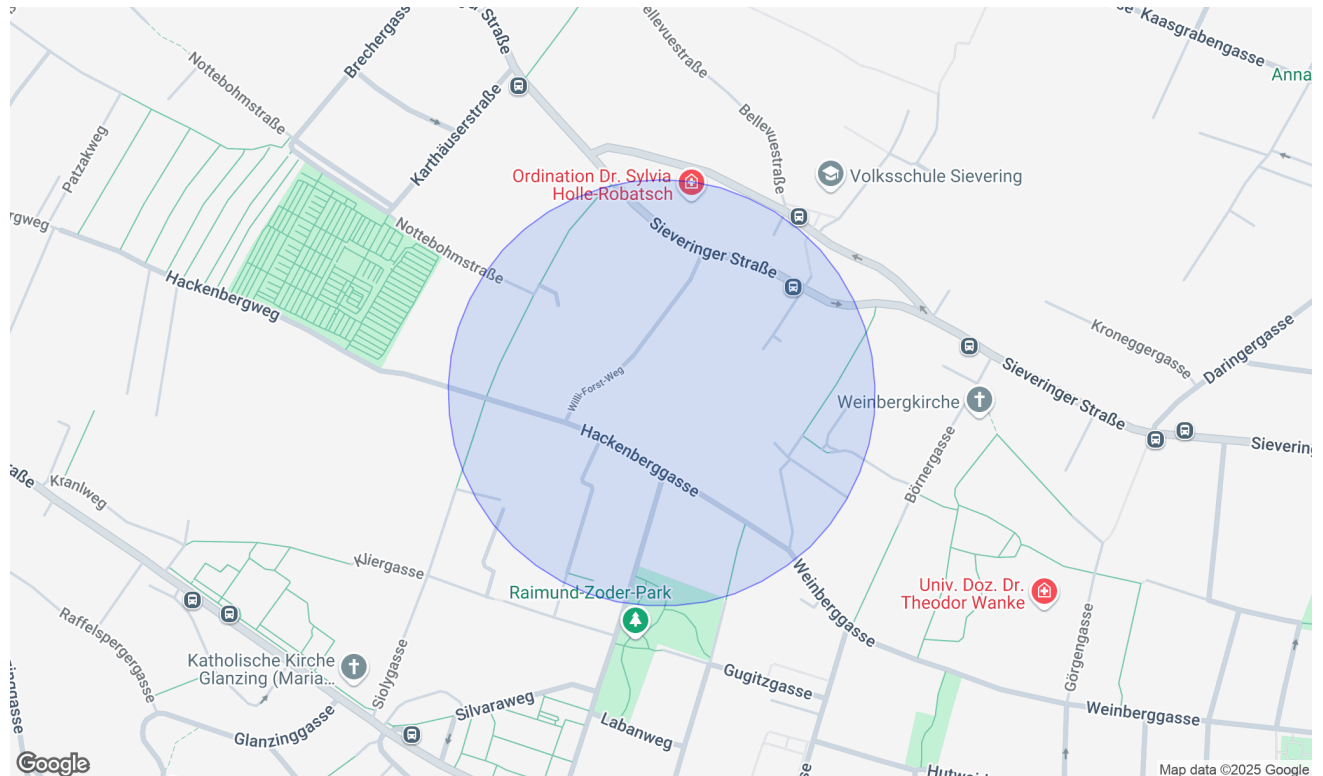 Straße
Kaasgrabengasse
Bellevuestraße
Brechergasse
Nottebohmstraße
Anna
Karthäuserstraße
Bellevuestraße
Patzakweg
Ordination Dr. Sylvia
Holle-Robatsch
Volksschule Sievering
Nottebohmstraße
Sieveringer Straße
Hackenbergweg
Kroneggergasse
Daringergasse
Sieveringer Straße
Willi-Forst-Weg
Weinbergkirche
Hackenberggasse
Börnergasse
Sievering
Kranlweg
Kliergasse
Weinberggasse
Univ. Doz. Dr.
Theodor Wanke
Raimund-Zoder-Park
Raffelspergergasse
Katholische Kirche
Glanzing (Maria...
Siolygasse
Görgengasse
Gugitzgasse
Silvaraweg
Weinberggasse
Glanzinggasse
Labanweg
Google
Map data ©2025 Google